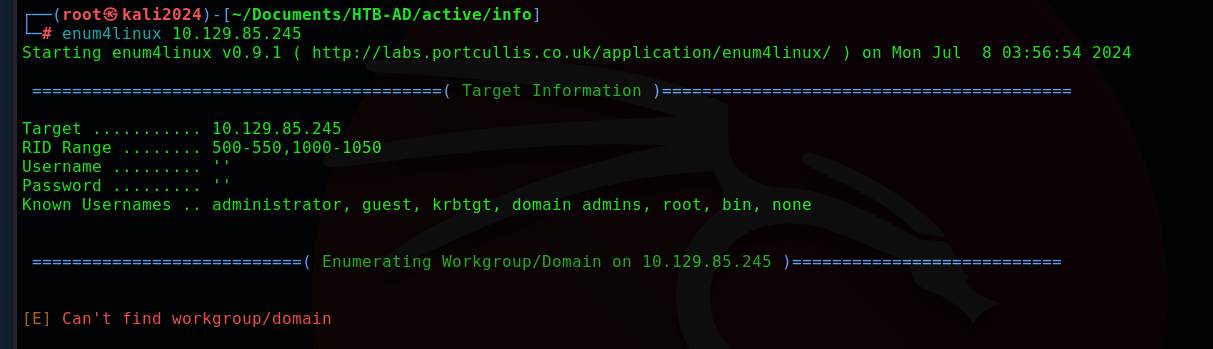 ┌──(root㉿kali2024)-[~/Documents/HTB-AD/active/info]
└─# enum4linux 10.129.85.245
Starting enum4linux v0.9.1 ( http://labs.portcullis.co.uk/application/enum4linux/ ) on Mon Jul  8 03:56:54 2024
=========================================( Target Information )=========================================
Target ........... 10.129.85.245
RID Range ........ 500-550,1000-1050
Username ......... ''
Password ......... ''
Known Usernames .. administrator, guest, krbtgt, domain admins, root, bin, none
===========================( Enumerating Workgroup/Domain on 10.129.85.245 )===========================
[E] Can't find workgroup/domain